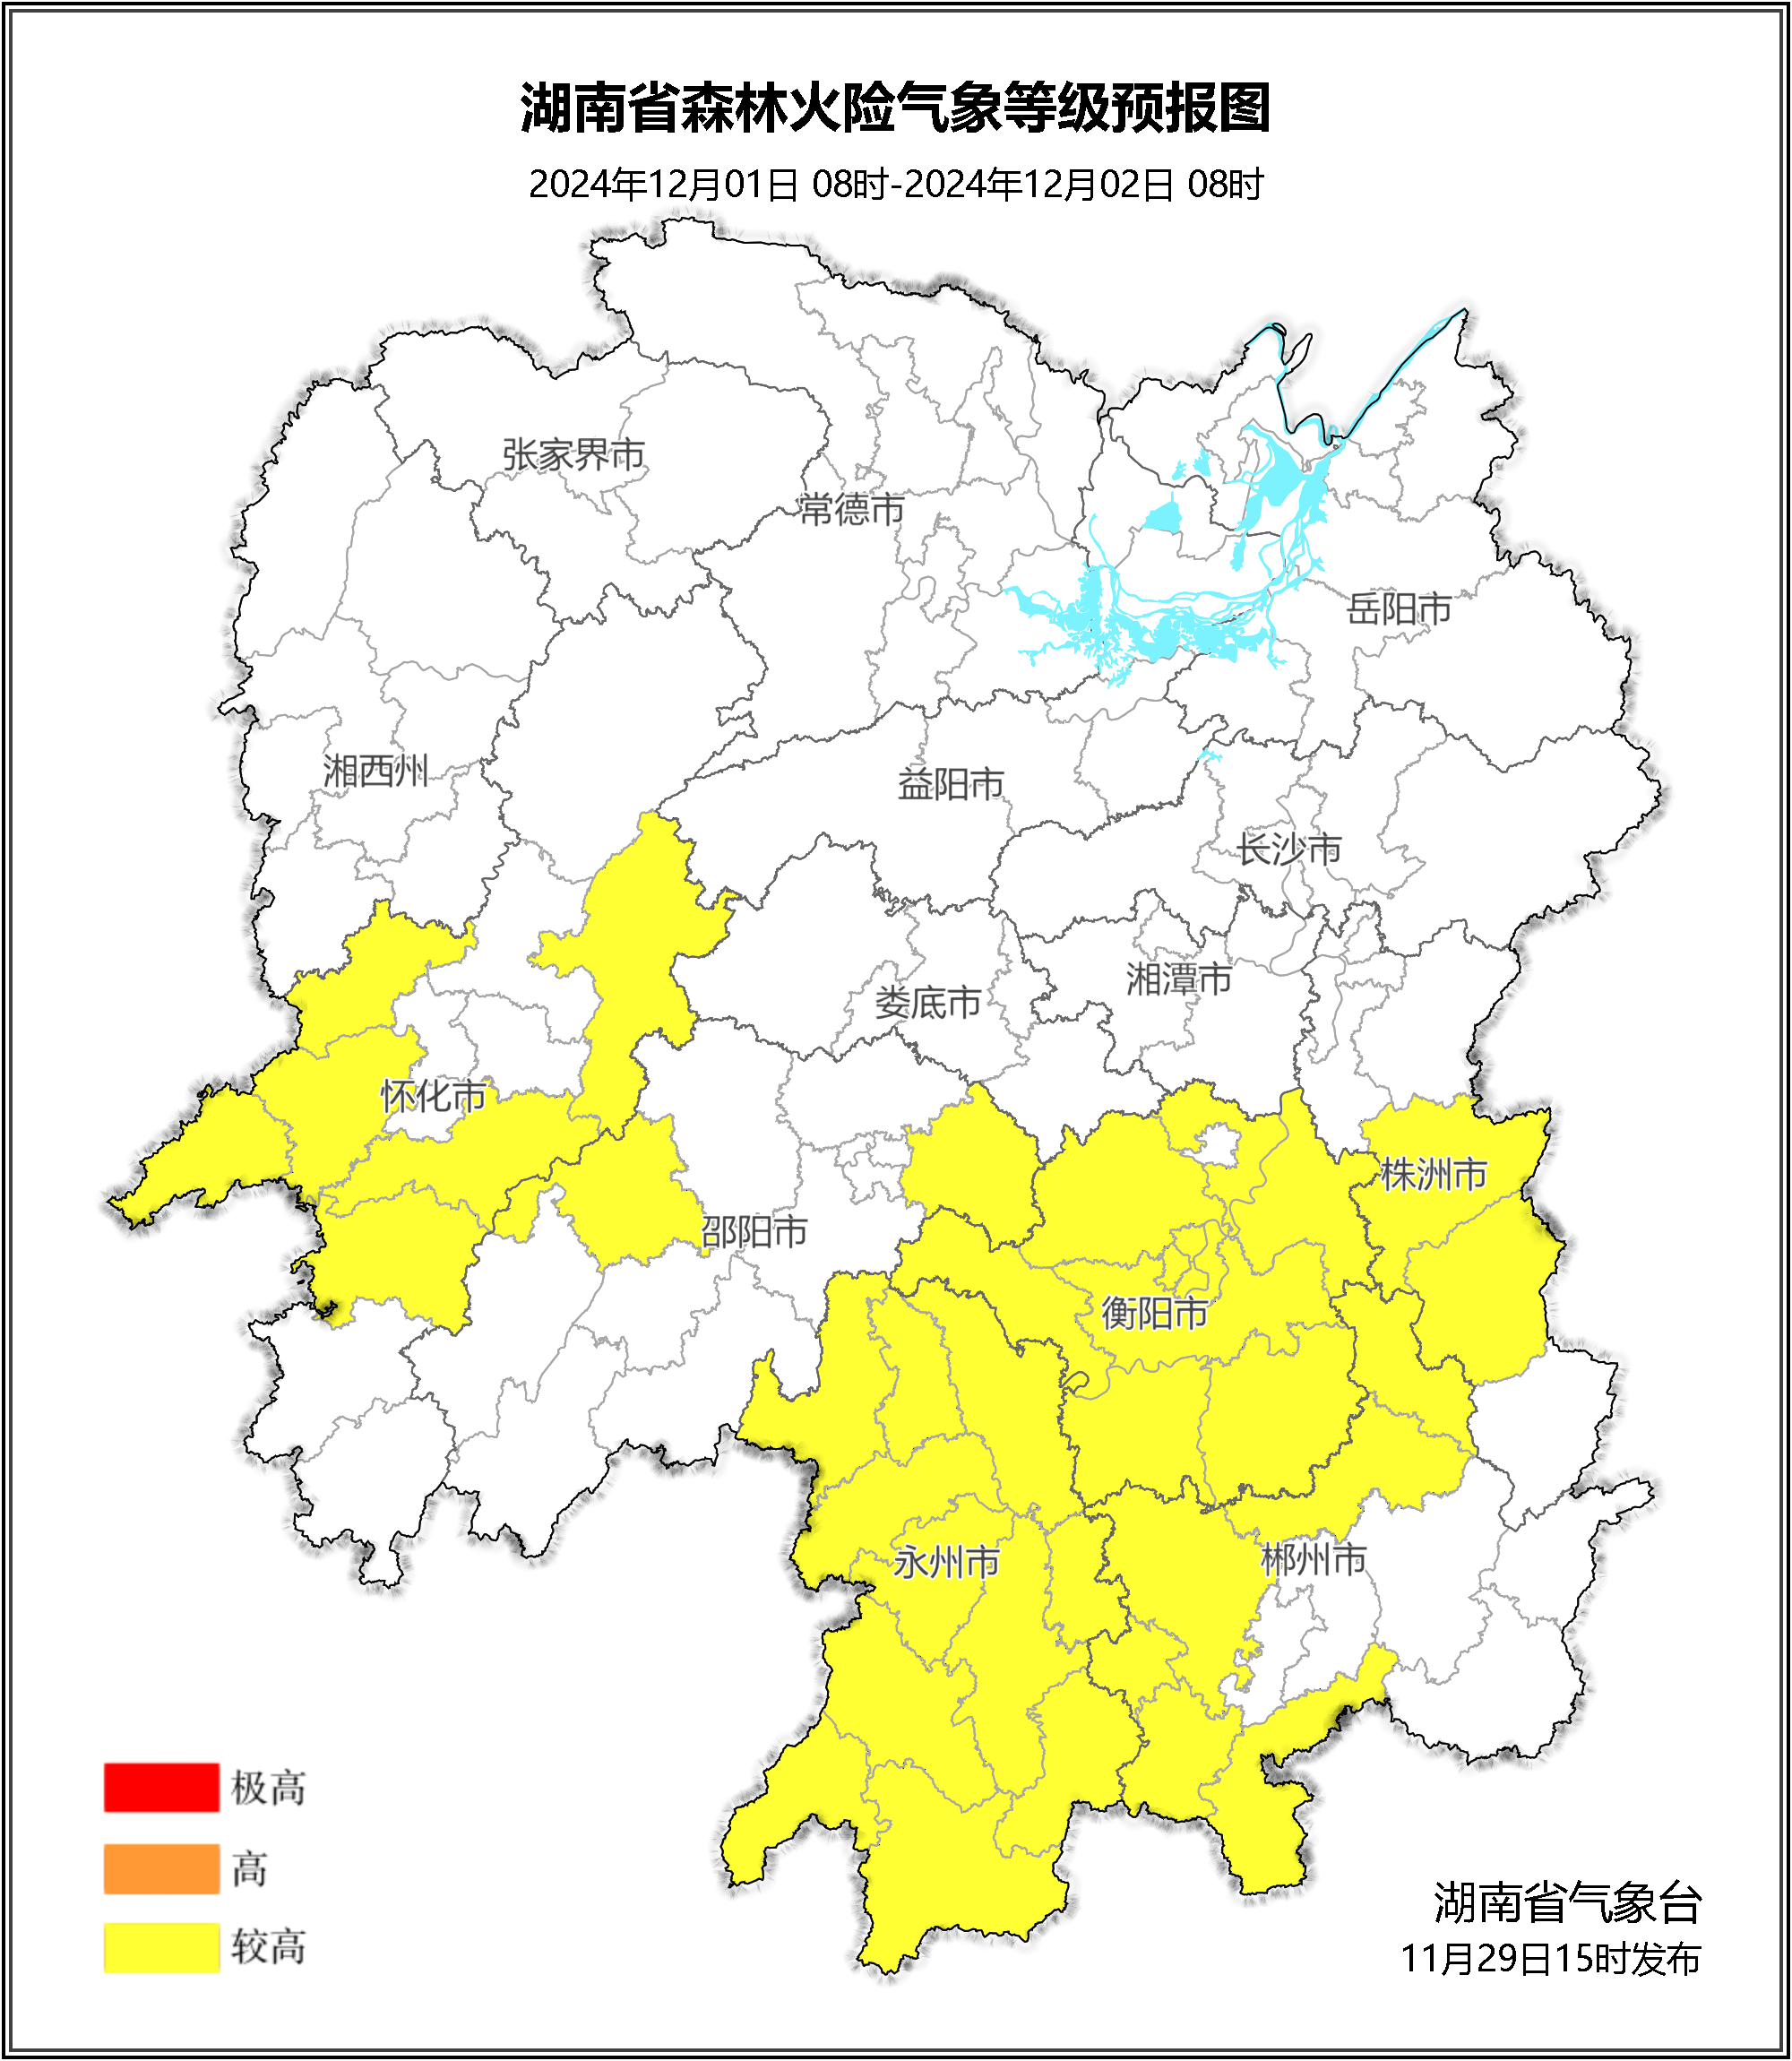 湖南省森林火险气象等级预报图
2024年12月01日 08时-2024年12月02日 08时
张家界市
常德市
岳阳市
湘西州
益阳市
长沙市
湘潭市
娄底市
怀化市
株洲市
邵阳市
衡阳市
永州市
郴州市
极高
高
较高
湖南省气象台
11月29日15时发布